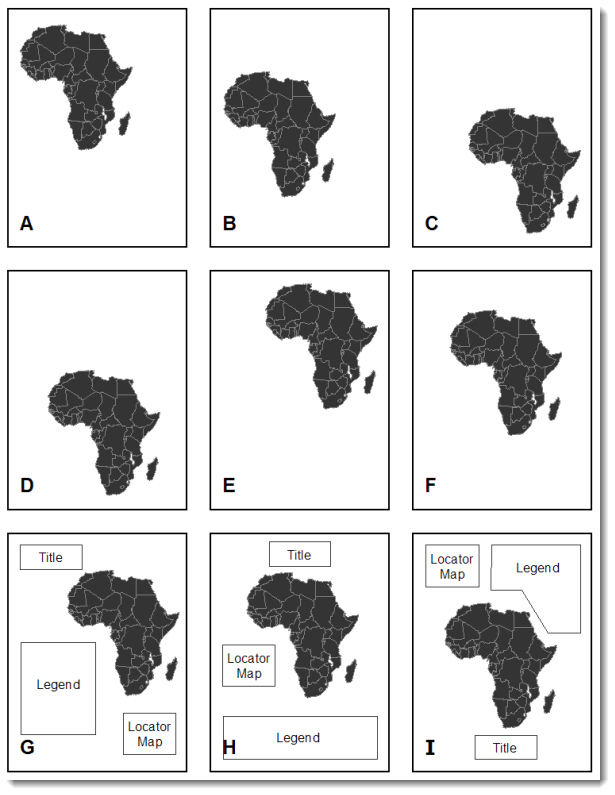 A
B
C
D
E
F
Title
Legend
Locator
Map
G
Title
Locator
Map
Legend
H
Locator
Map
Legend
Title
I